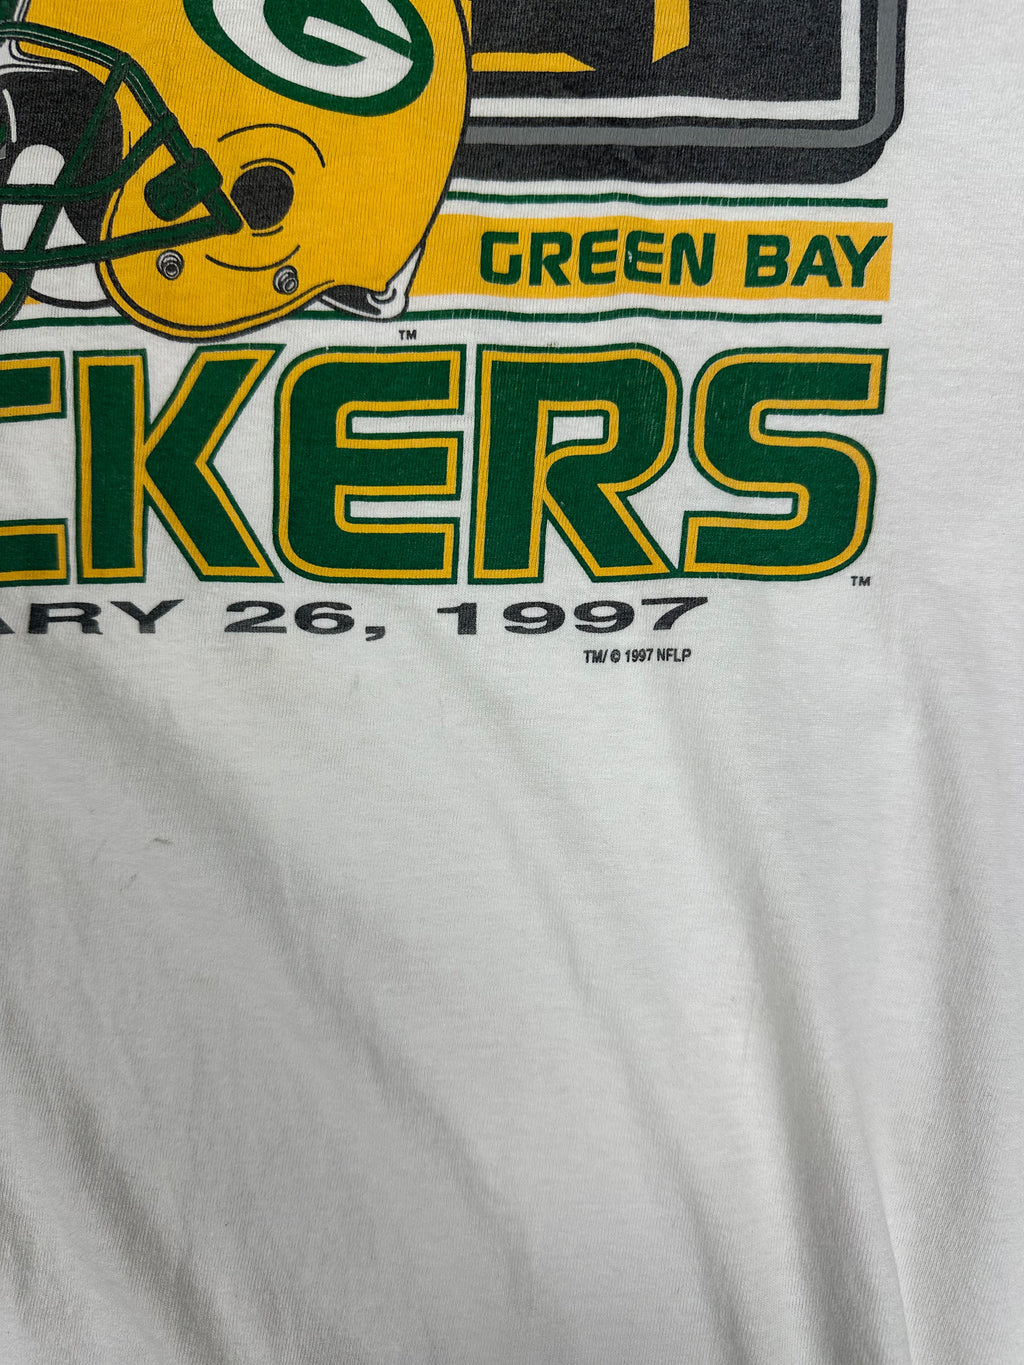 G
GREEN BAY
TM
CKERS
TM
ARY 26, 1997
TM/ © 1997 NFLP